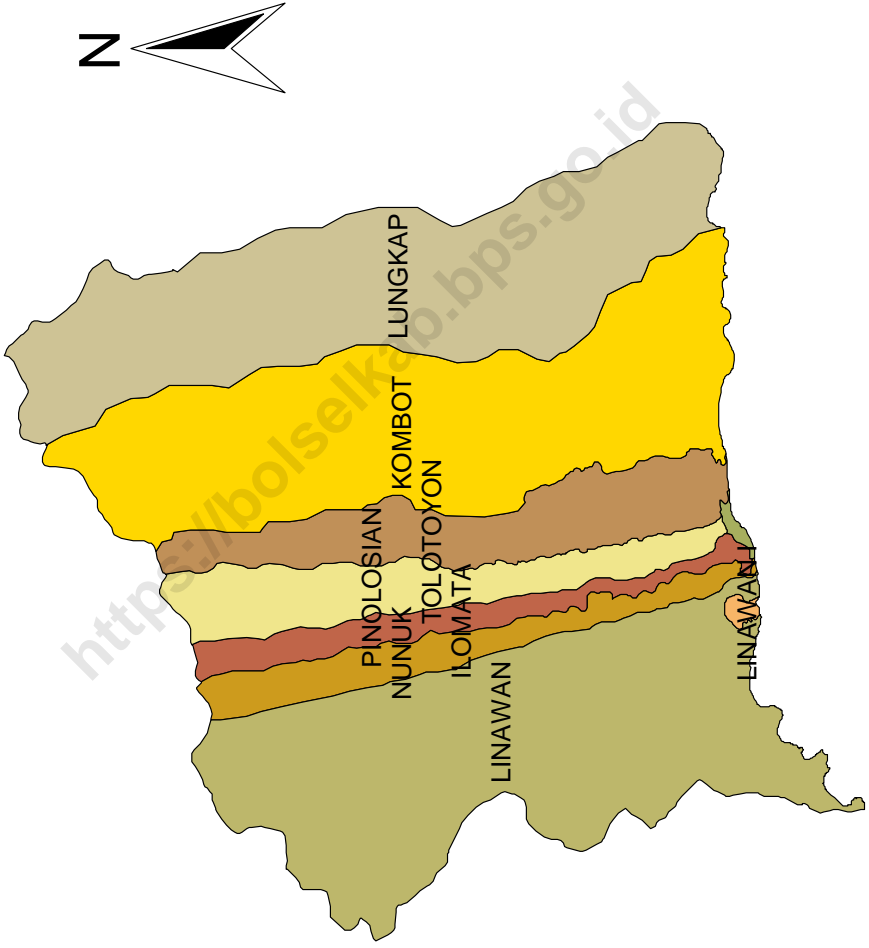 N
LUNGKAP
KOMBOT
TOLOTOYON
PINOLOSIAN
NUNUK
ILOMATA
LINAWAN
LINAWAN I
https://bolselkab.bps.go.id